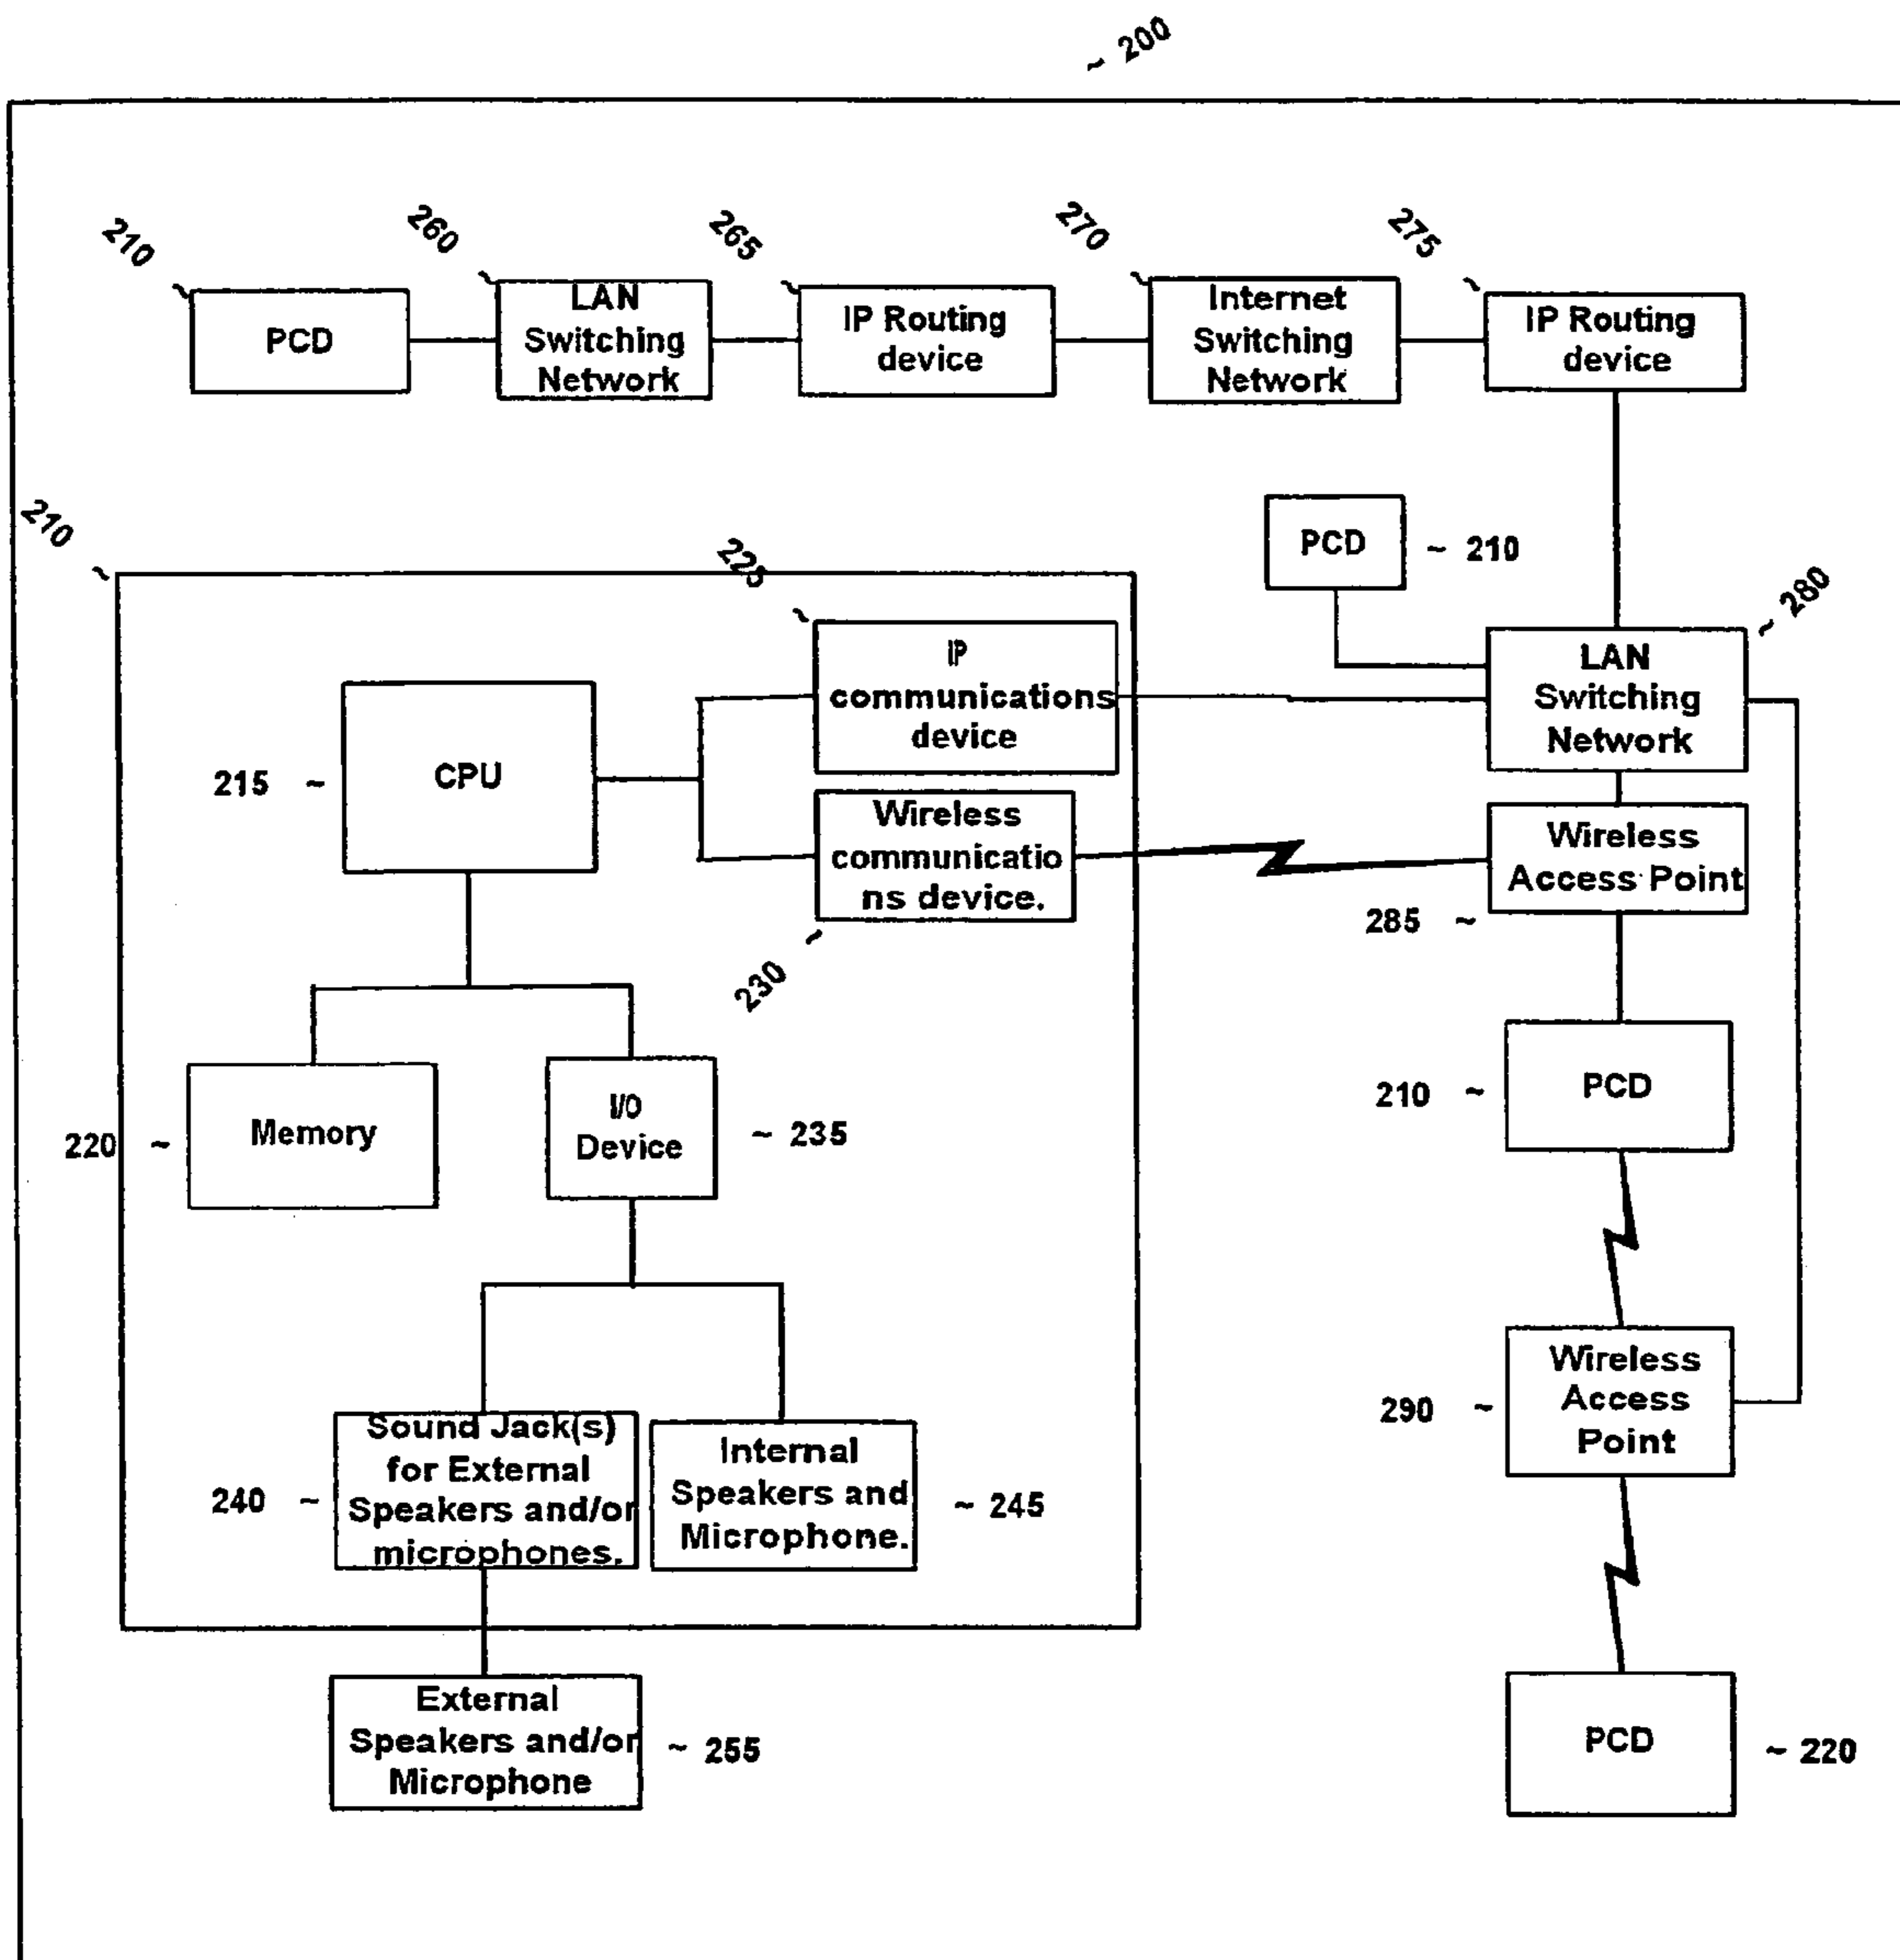 ~ 200
210
260
265
270
275
PCD
LAN
Switching
Network
IP Routing
device
Internet
Switching
Network
IP Routing
device
210
225
PCD
~ 210
~ 280
IP
communications
device
LAN
Switching
Network
215 ~
CPU
Wireless
communicatio
ns device.
Wireless
Access Point
285 ~
230
220 ~
Memory
I/O
Device
~ 235
210 ~
PCD
Sound Jack(s)
for External
Speakers and/or
microphones.
240 ~
Internal
Speakers and
Microphone.
~ 245
290 ~
Wireless
Access
Point
External
Speakers and/or
Microphone
~ 255
PCD
~ 220